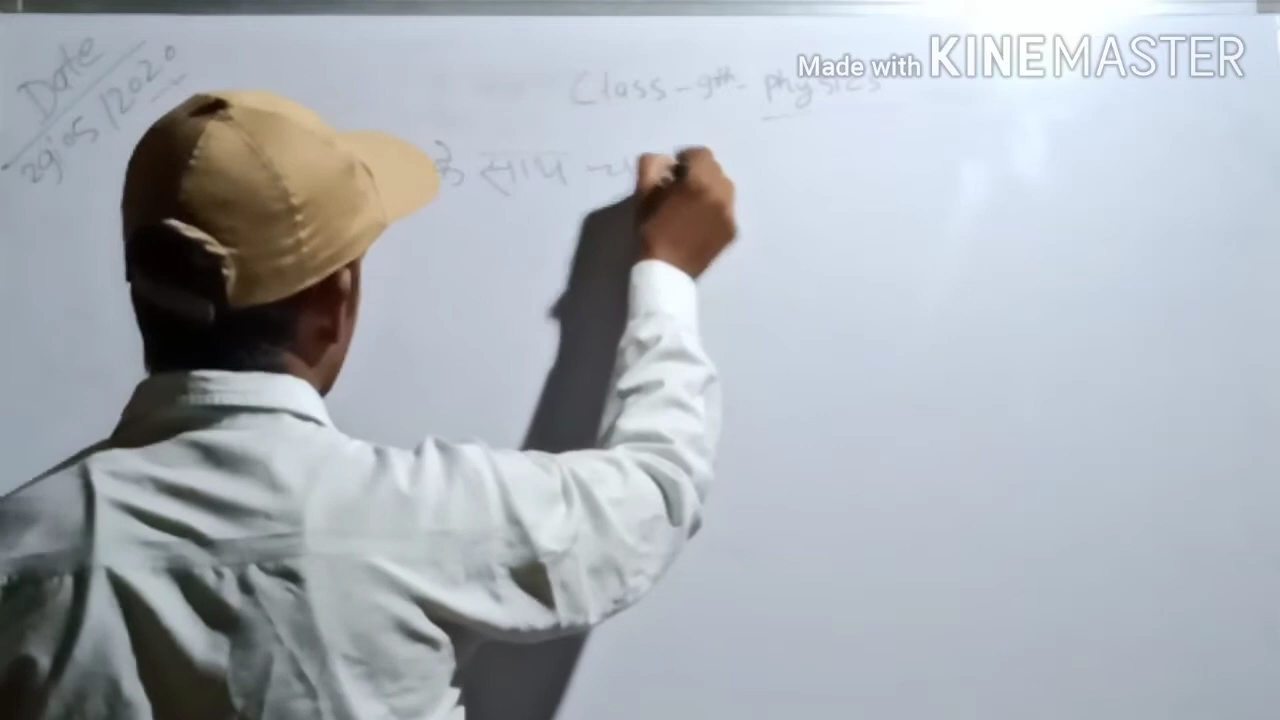 Made with KINEMASTER
Date
29/05/2020
Class-9th-physics
के साथ